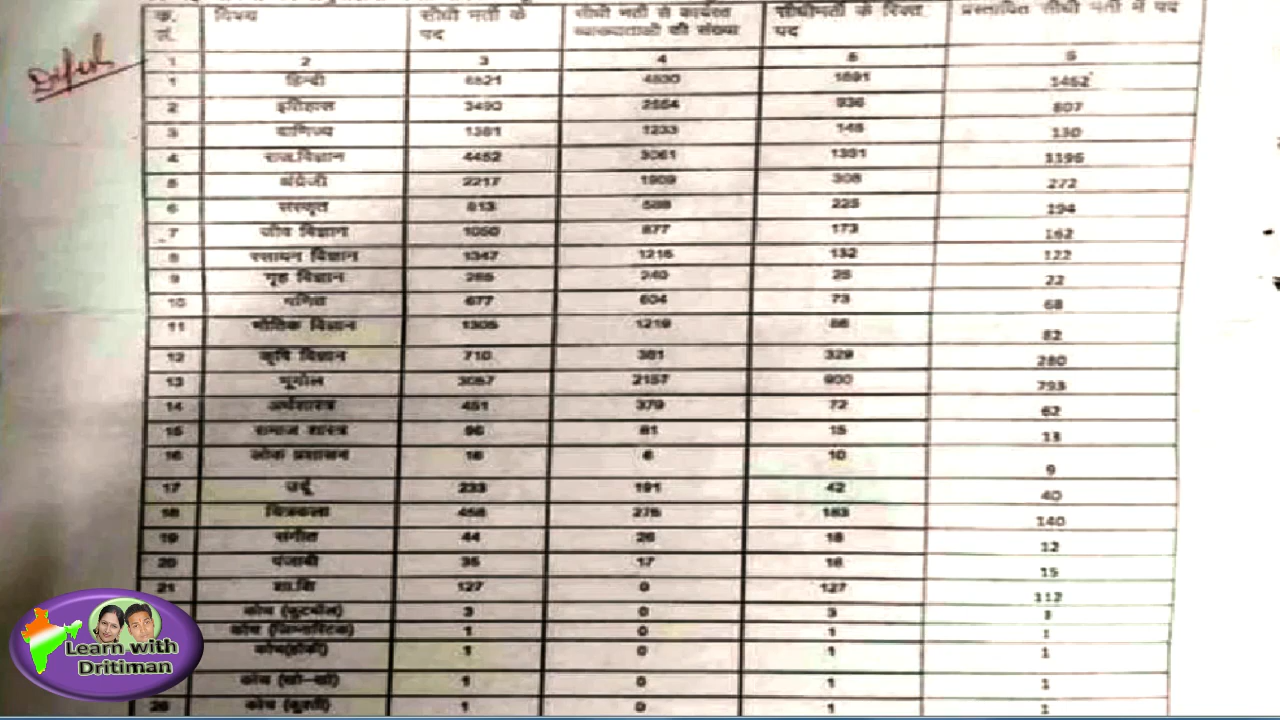 क्र. सं. विषय सीधी भर्ती के पद सीधी भर्ती से कार्यरत व्याख्याताओं की संख्या सीधी भर्ती के रिक्त पद प्रस्तावित सीधी भर्ती में पद
1 2 3 4 5 6
1 हिन्दी 6521 4830 1691 1462
2 इतिहास 3490 2554 936 807
3 वाणिज्य 1381 1233 148 130
4 राज.विज्ञान 4452 3061 1391 1196
5 अंग्रेजी 2217 1909 308 272
6 संस्कृत 813 588 225 194
7 जीव विज्ञान 1050 877 173 162
8 रसायन विज्ञान 1347 1215 132 122
9 गृह विज्ञान 265 240 25 22
10 गणित 677 604 73 68
11 भौतिक विज्ञान 1305 1219 86 82
12 कृषि विज्ञान 710 381 329 280
13 भूगोल 3057 2157 900 793
14 अर्थशास्त्र 451 379 72 62
15 समाज शास्त्र 96 81 15 13
16 लोक प्रशासन 16 6 10 9
17 उर्दू 233 191 42 40
18 चित्रकला 458 275 183 140
19 संगीत 44 26 18 12
20 पंजाबी 35 17 18 15
21 शा.शि 127 0 127 112
कोच (फुटबॉल) 3 0 3 3
कोच (जिम्नास्टिक) 1 0 1 1
कोच(हॉकी) 1 0 1 1
कोच (खो-खो) 1 0 1 1
26 कोच (कुश्ती) 1 0 1 1
Learn with
Dritiman